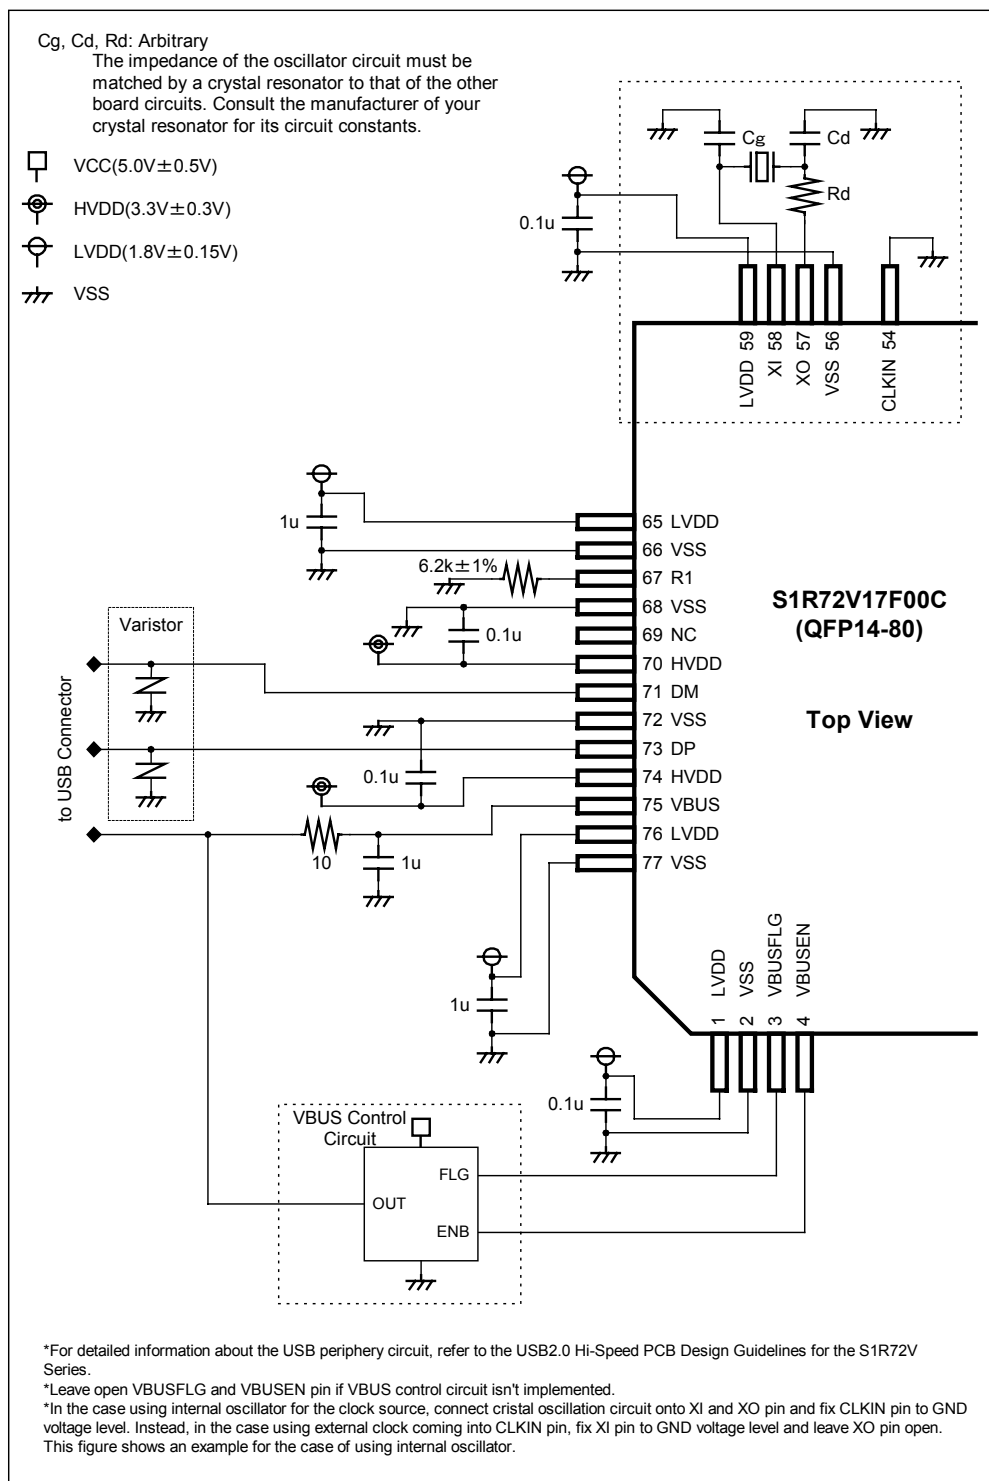 Cg, Cd, Rd: Arbitrary
The impedance of the oscillator circuit must be
matched by a crystal resonator to that of the other
board circuits. Consult the manufacturer of your
crystal resonator for its circuit constants.
VCC(5.0V±0.5V)
HVDD(3.3V±0.3V)
LVDD(1.8V±0.15V)
VSS
Cg
Cd
Rd
0.1u
LVDD 59
XI 58
XO 57
VSS 56
CLKIN 54
1u
6.2k±1%
0.1u
Varistor
to USB Connector
0.1u
10
1u
65 LVDD
66 VSS
67 R1
68 VSS
69 NC
70 HVDD
71 DM
72 VSS
73 DP
74 HVDD
75 VBUS
76 LVDD
77 VSS
S1R72V17F00C
(QFP14-80)
Top View
1u
1 LVDD
2 VSS
3 VBUSFLG
4 VBUSEN
0.1u
VBUS Control
Circuit
FLG
OUT
ENB
*For detailed information about the USB periphery circuit, refer to the USB2.0 Hi-Speed PCB Design Guidelines for the S1R72V
Series.
*Leave open VBUSFLG and VBUSEN pin if VBUS control circuit isn't implemented.
*In the case using internal oscillator for the clock source, connect cristal oscillation circuit onto XI and XO pin and fix CLKIN pin to GND
voltage level. Instead, in the case using external clock coming into CLKIN pin, fix XI pin to GND voltage level and leave XO pin open.
This figure shows an example for the case of using internal oscillator.